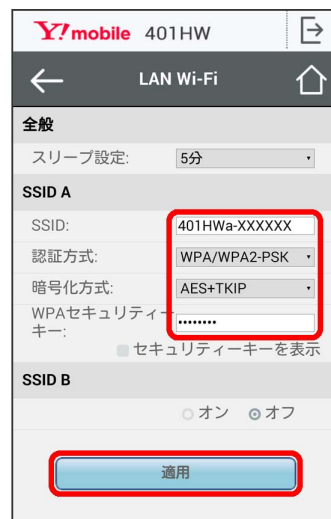 Y!mobile 401HW
LAN Wi-Fi
全般
スリープ設定: 5分
SSID A
SSID: 401HWa-XXXXXX
認証方式: WPA/WPA2-PSK
暗号化方式: AES+TKIP
WPAセキュリティー
キー: ••••••••
セキュリティーキーを表示
SSID B
オン オフ
適用